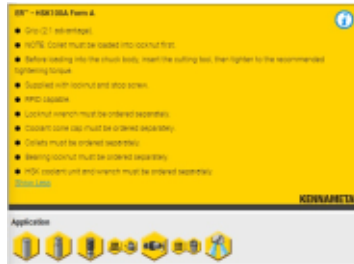 ER™ - HSK100A Form A
Grip (2:1 advantage).
NOTE: Collet must be loaded into locknut first.
Before loading into the chuck body, insert the cutting tool, then tighten to the recommended
tightening torque.
Supplied with locknut and stop screw.
RFID capable.
Locknut wrench must be ordered separately.
Coolant cone cap must be ordered separately.
Collets must be ordered separately.
Bearing locknut must be ordered separately.
HSK coolant unit and wrench must be ordered separately.
Show Less
KENNAMETA
Application